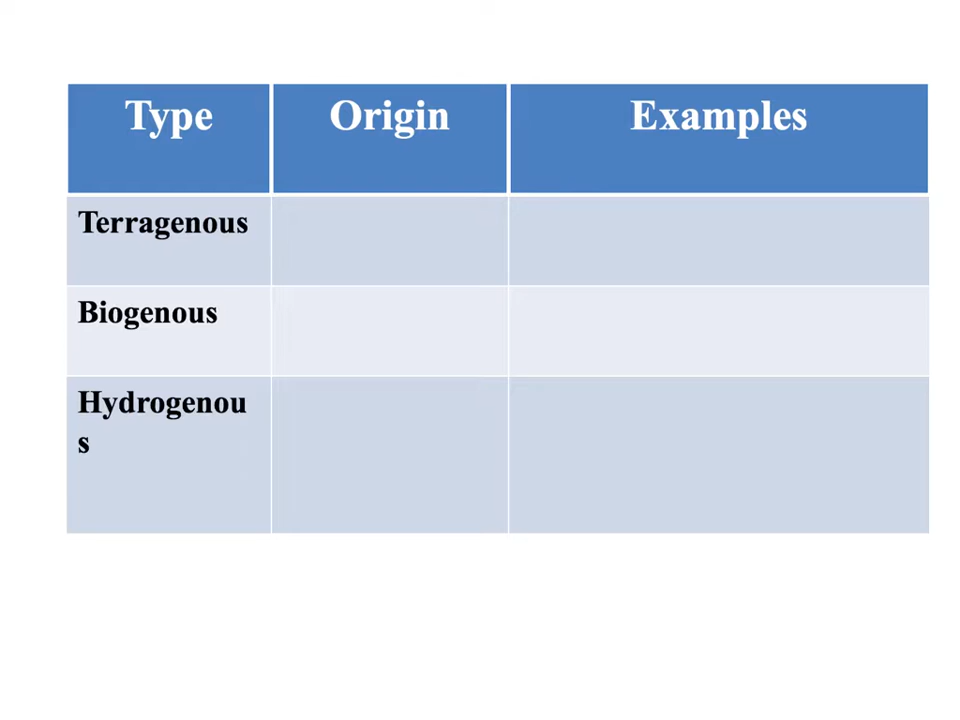 Type Origin Examples
Terragenous
Biogenous
Hydrogenou
s